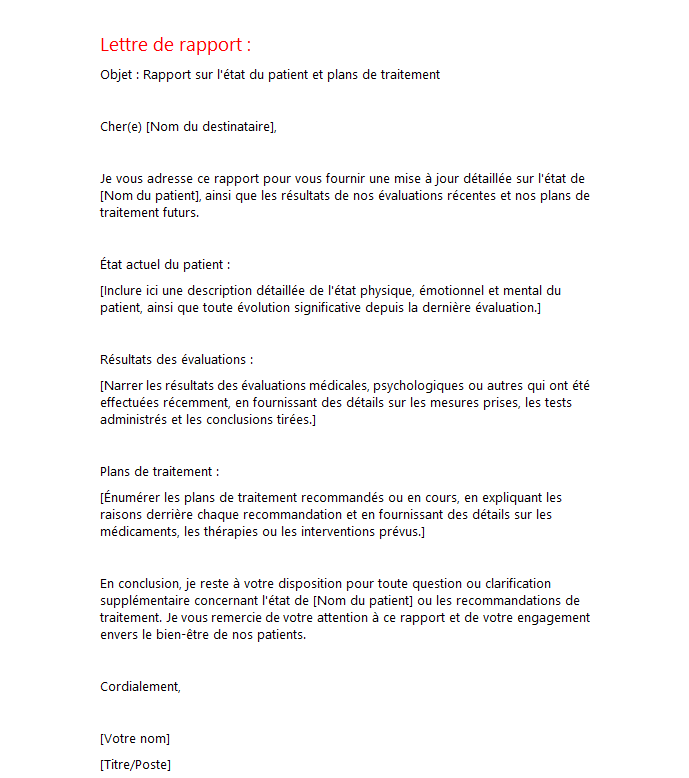 Lettre de rapport :
Objet : Rapport sur l'état du patient et plans de traitement
Cher(e) [Nom du destinataire],
Je vous adresse ce rapport pour vous fournir une mise à jour détaillée sur l'état de
[Nom du patient], ainsi que les résultats de nos évaluations récentes et nos plans de
traitement futurs.
État actuel du patient :
[Inclure ici une description détaillée de l'état physique, émotionnel et mental du
patient, ainsi que toute évolution significative depuis la dernière évaluation.]
Résultats des évaluations :
[Narrer les résultats des évaluations médicales, psychologiques ou autres qui ont été
effectuées récemment, en fournissant des détails sur les mesures prises, les tests
administrés et les conclusions tirées.]
Plans de traitement :
[Énumérer les plans de traitement recommandés ou en cours, en expliquant les
raisons derrière chaque recommandation et en fournissant des détails sur les
médicaments, les thérapies ou les interventions prévus.]
En conclusion, je reste à votre disposition pour toute question ou clarification
supplémentaire concernant l'état de [Nom du patient] ou les recommandations de
traitement. Je vous remercie de votre attention à ce rapport et de votre engagement
envers le bien-être de nos patients.
Cordialement,
[Votre nom]
[Titre/Poste]